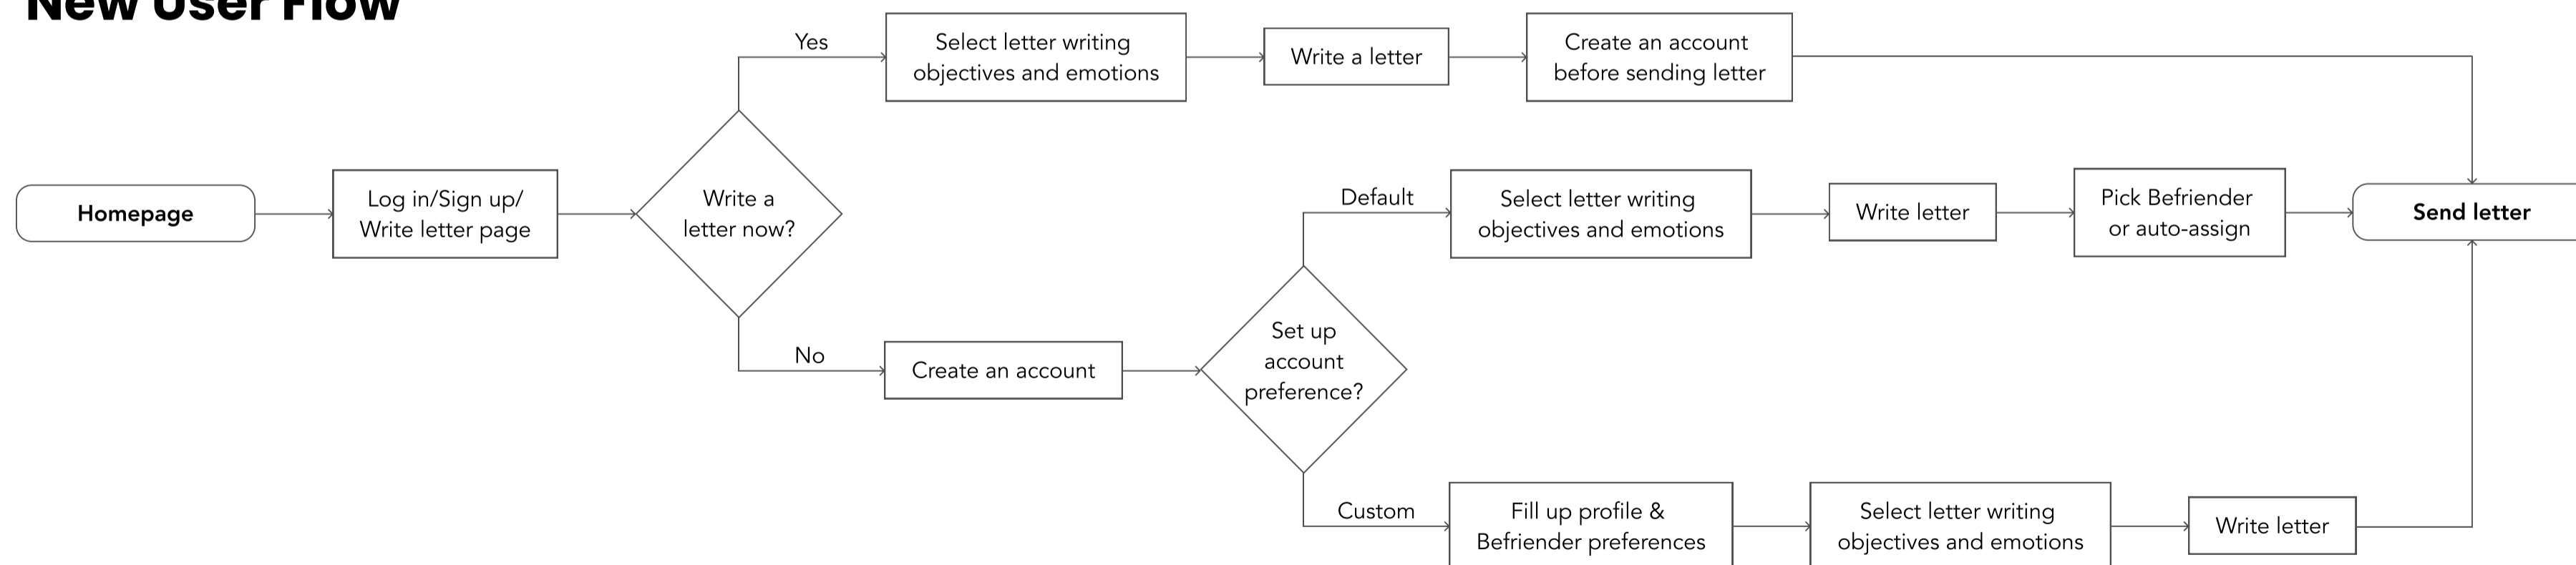 New User Flow
Yes
Select letter writing
objectives and emotions
Write a letter
Create an account
before sending letter
Homepage
Log in/Sign up/
Write letter page
Write a
letter now?
Default
Select letter writing
objectives and emotions
Write letter
Pick Befriender
or auto-assign
Send letter
No
Create an account
Set up
account
preference?
Custom
Fill up profile &
Befriender preferences
Select letter writing
objectives and emotions
Write letter